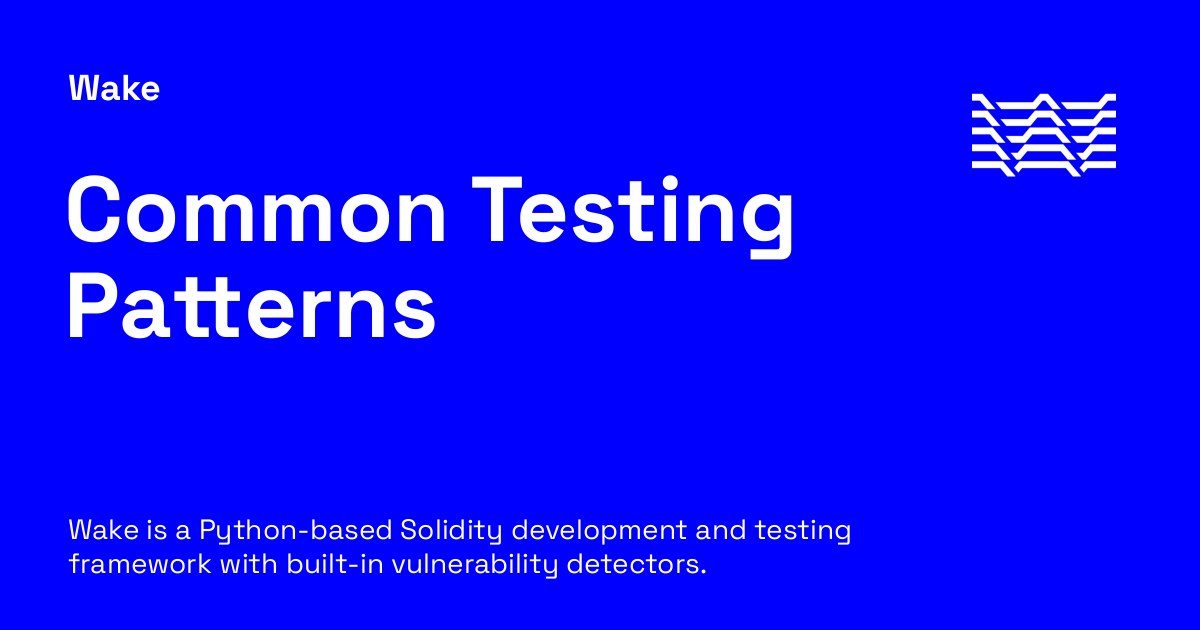 Wake
Common Testing
Patterns
Wake is a Python-based Solidity development and testing
framework with built-in vulnerability detectors.